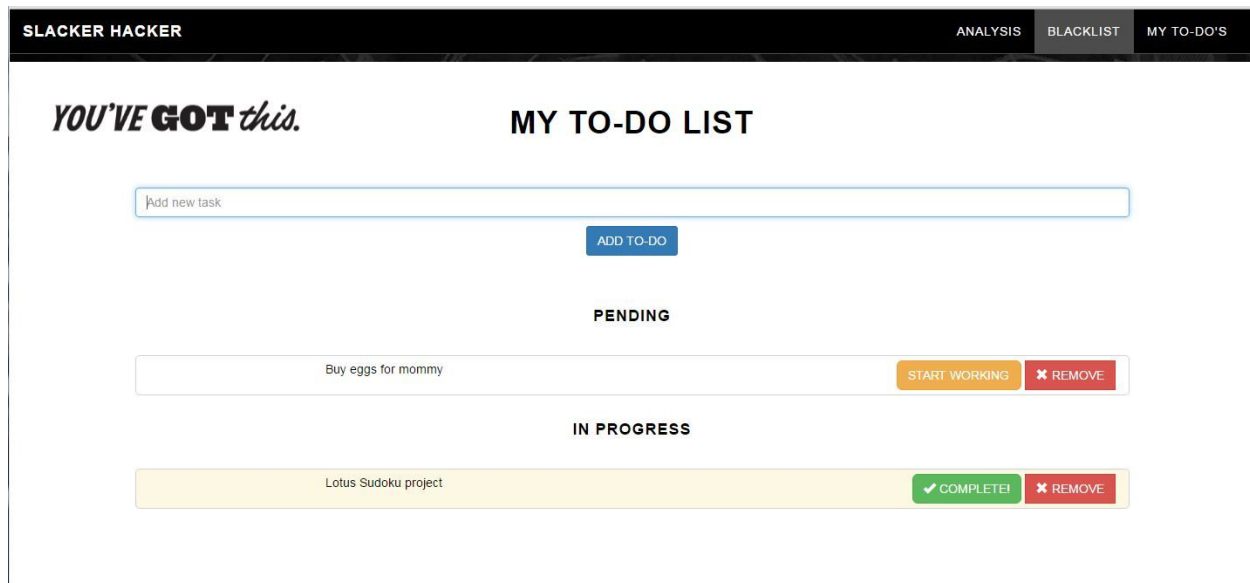 SLACKER HACKER ANALYSIS BLACKLIST MY TO-DO'S
YOU'VE GOT this.
MY TO-DO LIST
Add new task
ADD TO-DO
PENDING
Buy eggs for mommy START WORKING REMOVE
IN PROGRESS
Lotus Sudoku project COMPLETE! REMOVE